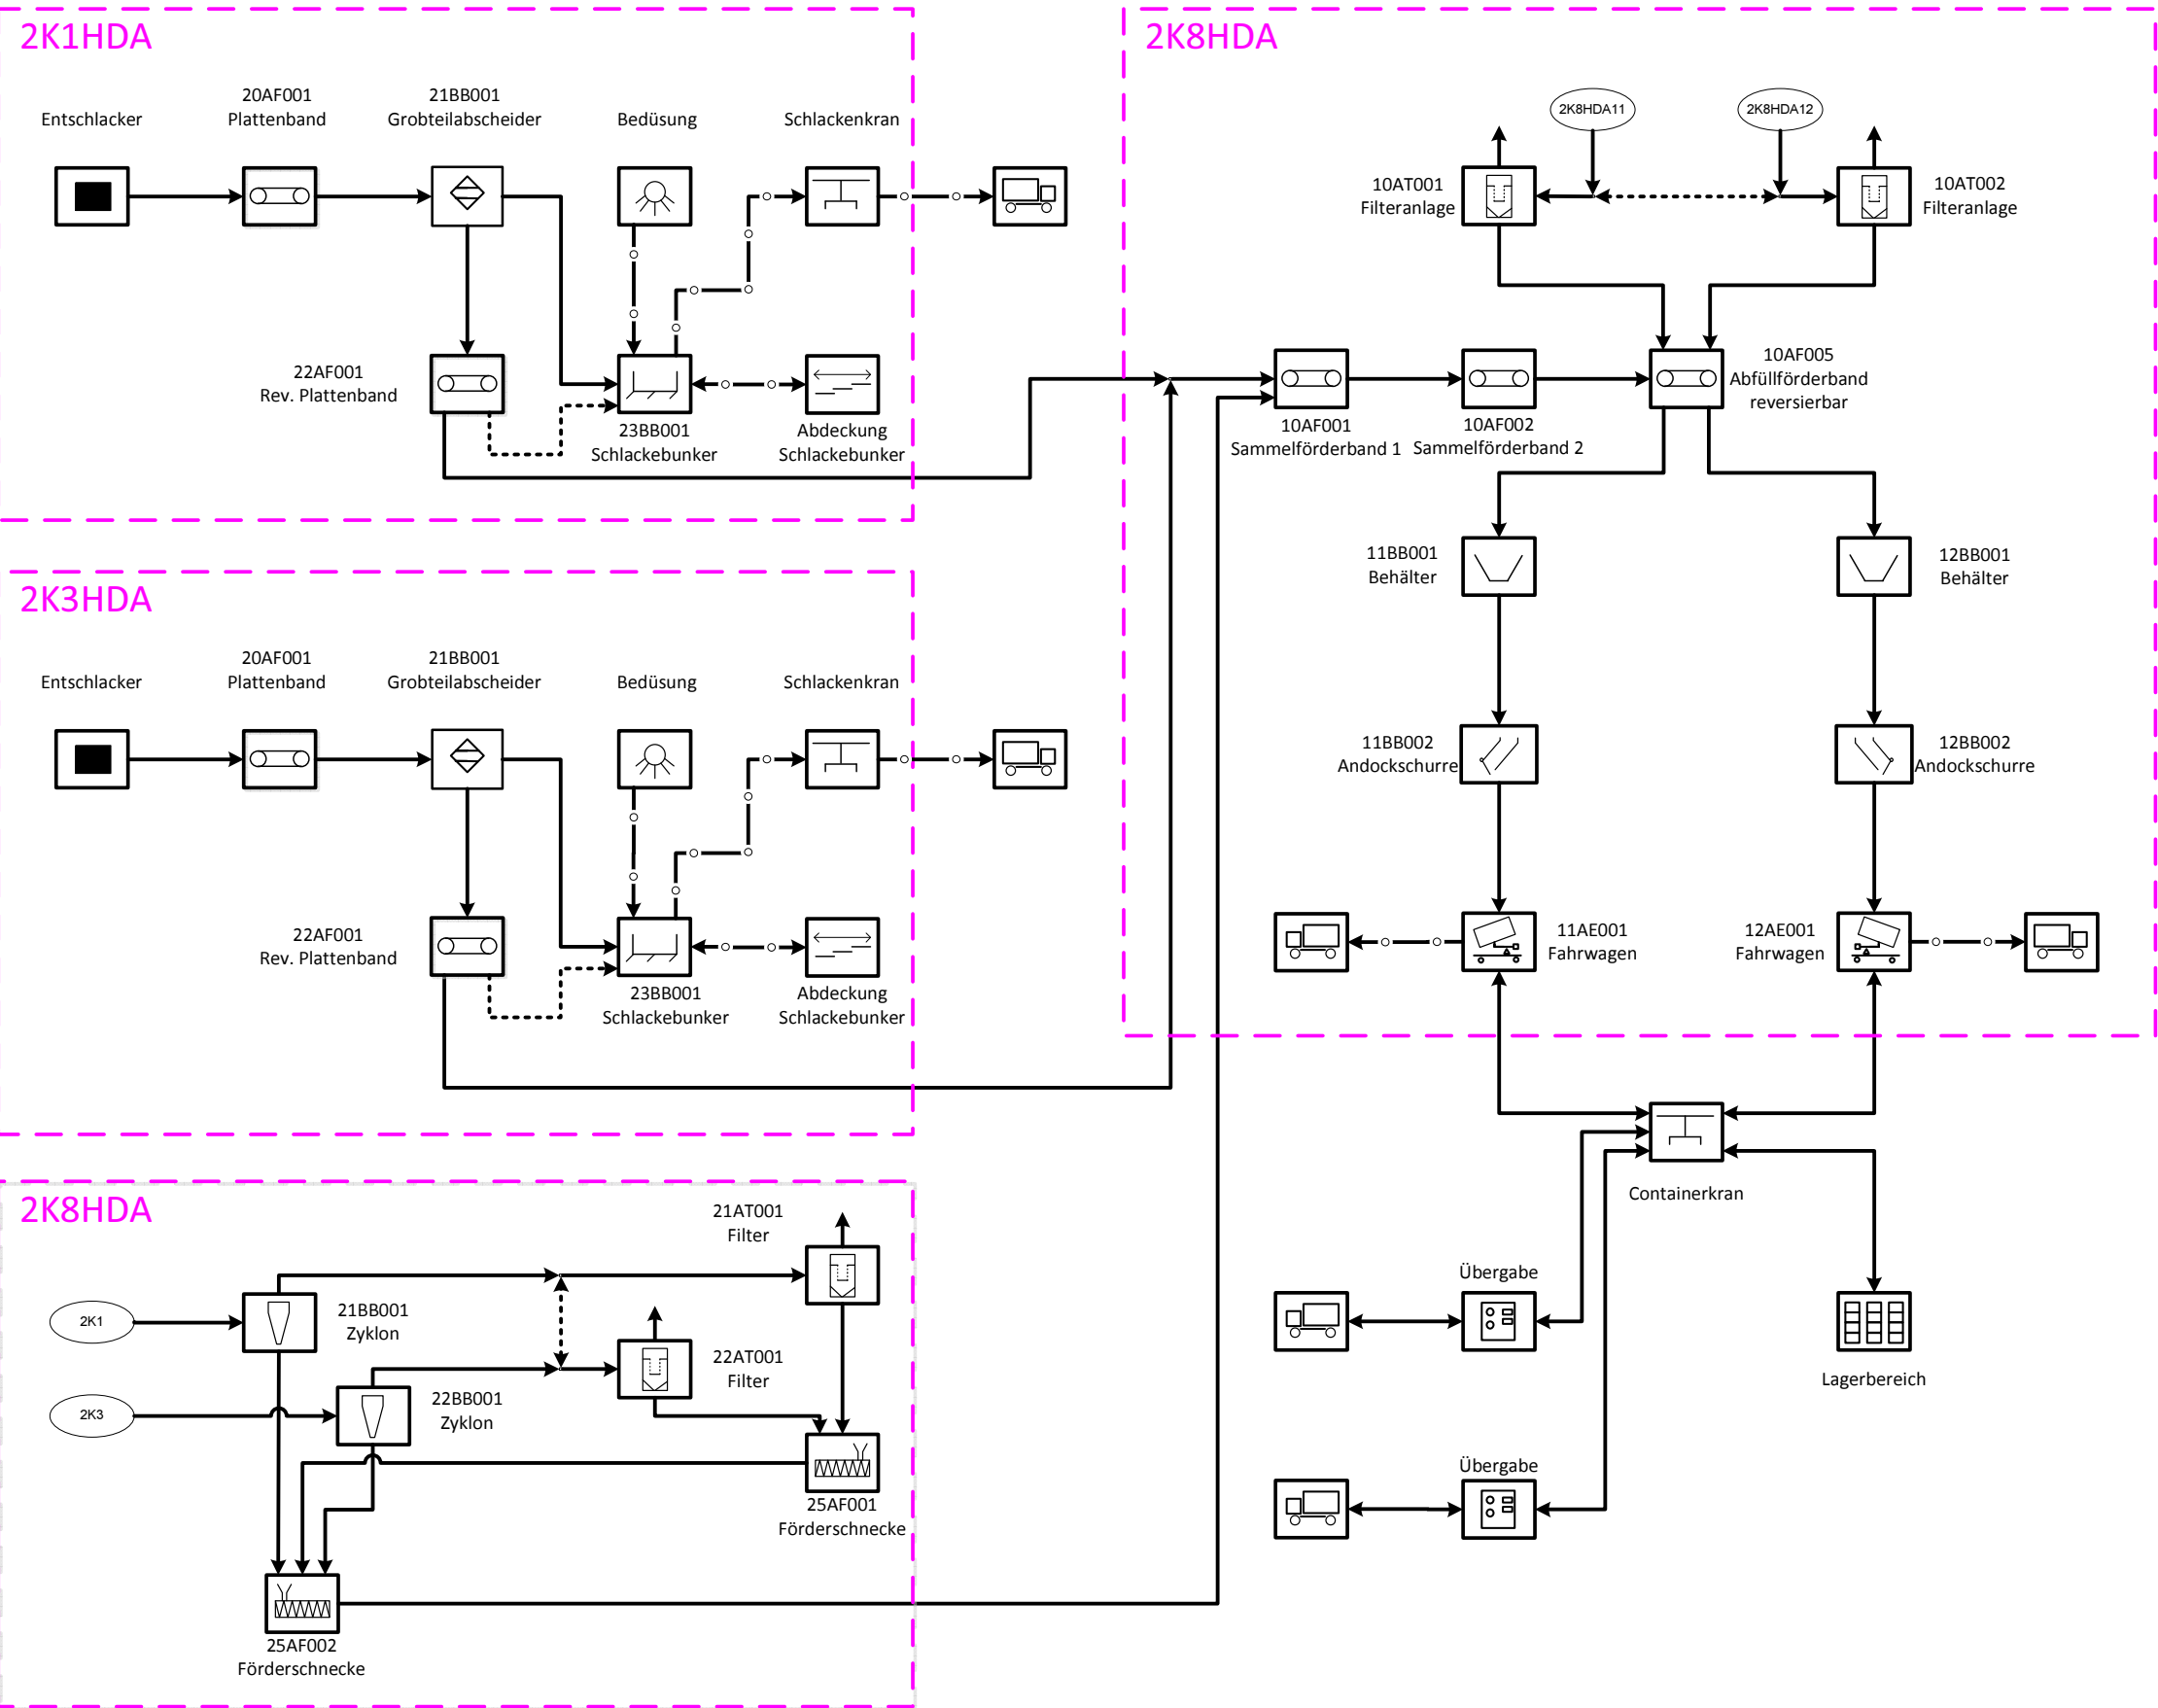 2K1HDA
Entschlacker
20AF001
Plattenband
21BB001
Grobteilabscheider
Bedüsung
Schlackenkran
22AF001
Rev. Plattenband
23BB001
Schlackebunker
Abdeckung
Schlackebunker
2K3HDA
Entschlacker
20AF001
Plattenband
21BB001
Grobteilabscheider
Bedüsung
Schlackenkran
22AF001
Rev. Plattenband
23BB001
Schlackebunker
Abdeckung
Schlackebunker
2K8HDA
2K1
21BB001
Zyklon
2K3
22BB001
Zyklon
21AT001
Filter
22AT001
Filter
25AF001
Förderschnecke
25AF002
Förderschnecke
2K8HDA
2K8HDA11
2K8HDA12
10AT001
Filteranlage
10AT002
Filteranlage
10AF001
Sammelförderband 1
10AF002
Sammelförderband 2
10AF005
Abfüllförderband
reversierbar
11BB001
Behälter
12BB001
Behälter
11BB002
Andockschurre
12BB002
Andockschurre
11AE001
Fahrwagen
12AE001
Fahrwagen
Containerkran
Übergabe
Lagerbereich
Übergabe